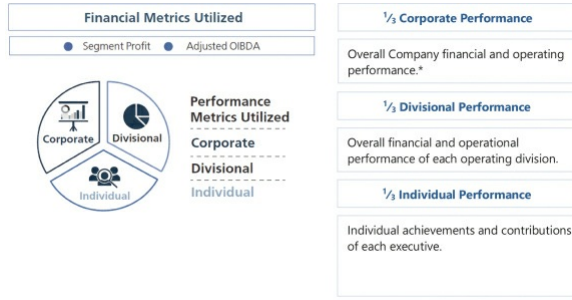 Financial Metrics Utilized
Segment Profit Adjusted OIBDA
Corporate
Divisional
Individual
Performance
Metrics Utilized
Corporate
Divisional
Individual
1/3 Corporate Performance
Overall Company financial and operating
performance.*
1/3 Divisional Performance
Overall financial and operational
performance of each operating division.
1/3 Individual Performance
Individual achievements and contributions
of each executive.